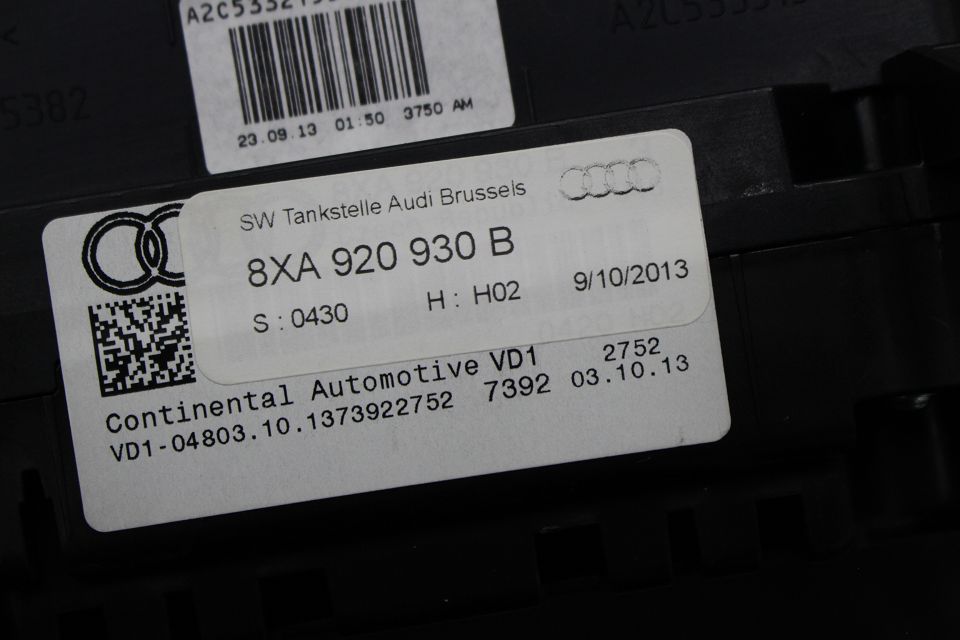 23.09.13 01:50 3750 AM
5382
SW Tankstelle Audi Brussels
8XA 920 930 B
S : 0430 H : H02 9/10/2013
Continental Automotive VD1 2752
VD1-04803.10.1373922752 7392 03.10.13